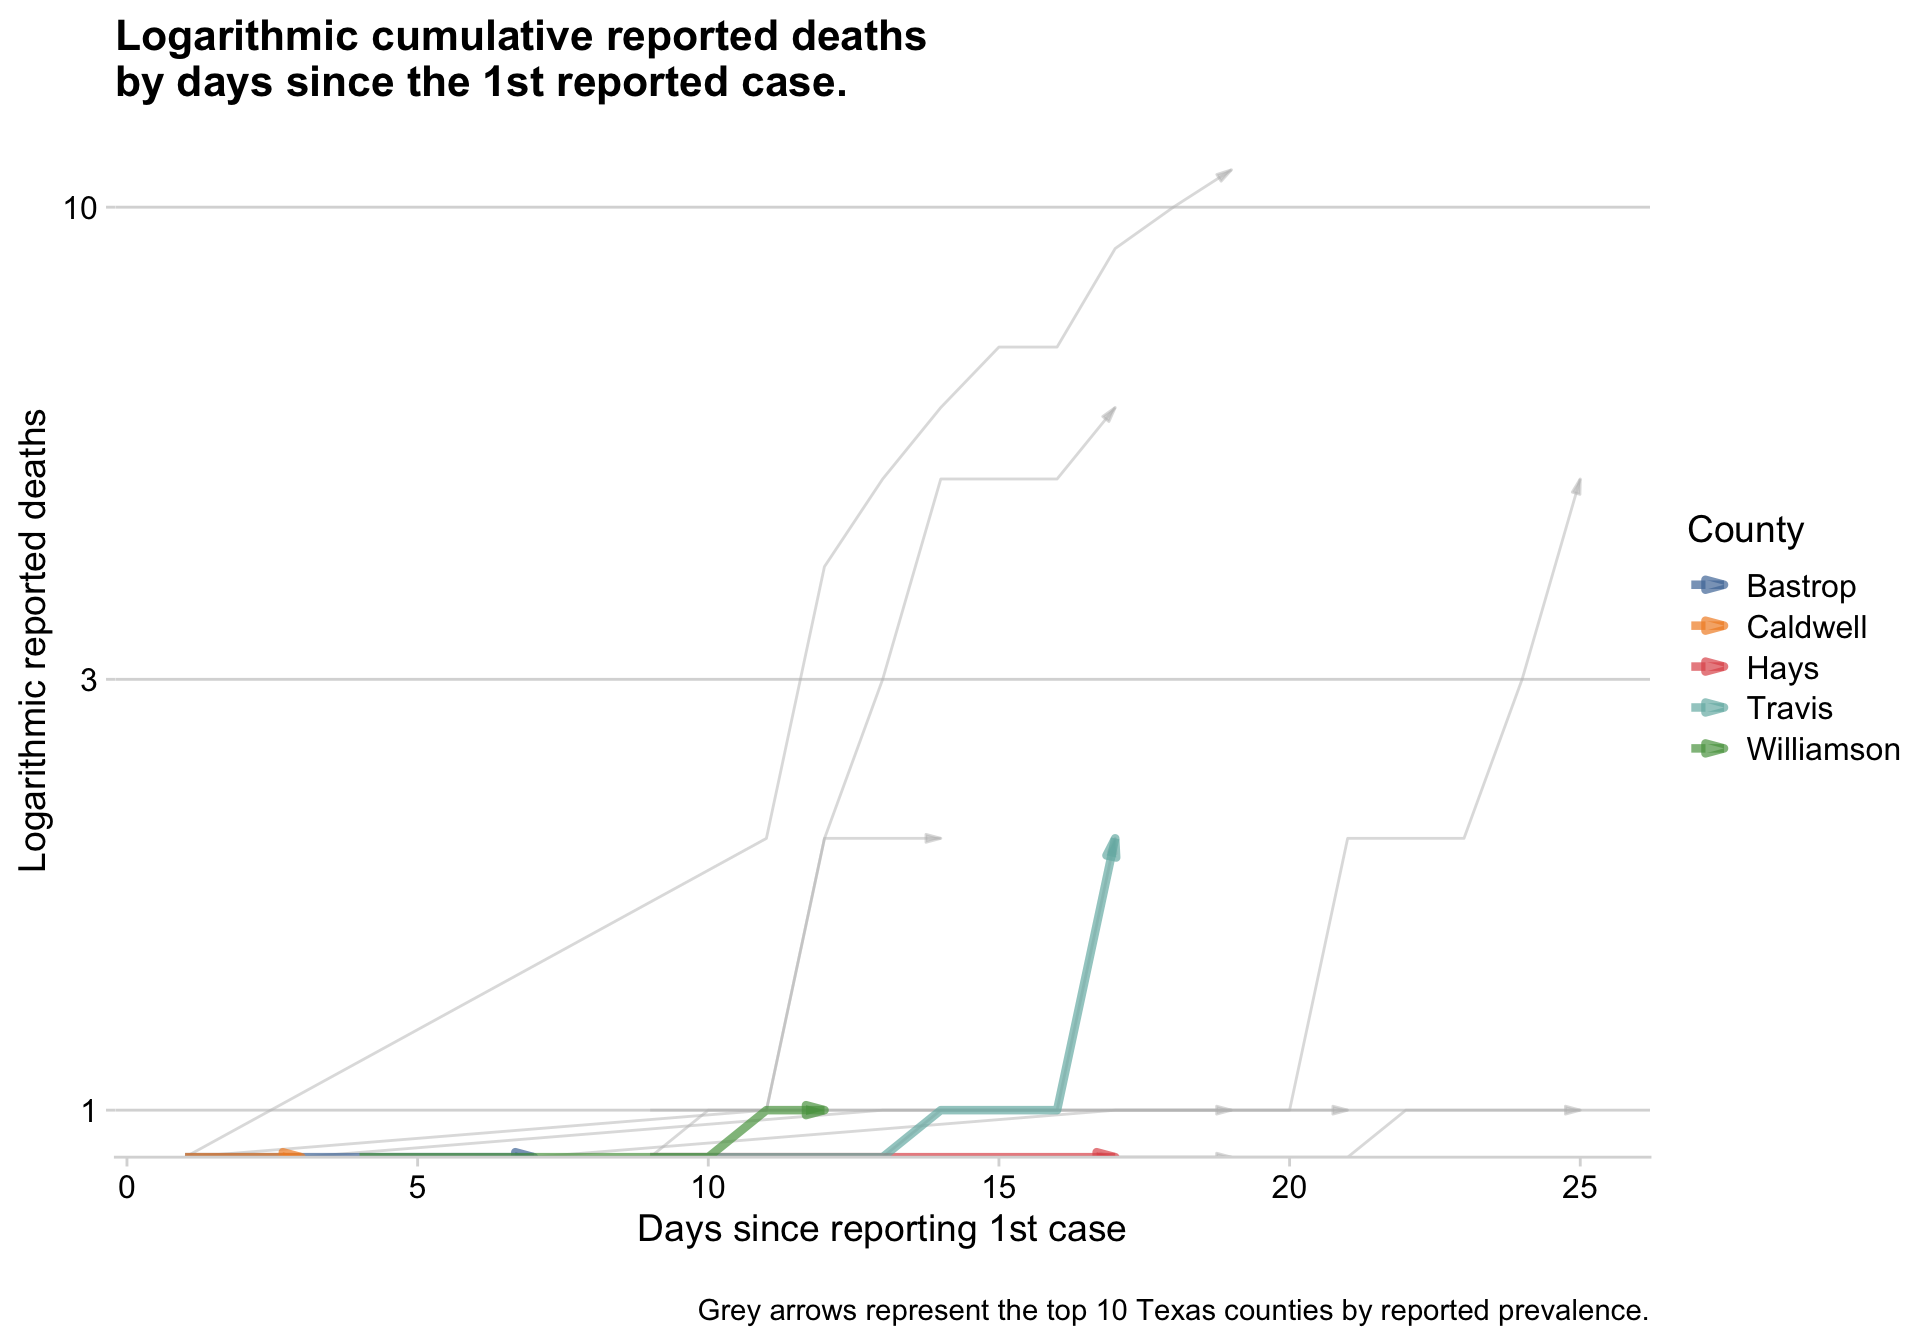 Logarithmic cumulative reported deaths
by days since the 1st reported case.
10
3
1
Logarithmic reported deaths
0 5 10 15 20 25
Days since reporting 1st case
County
Bastrop
Caldwell
Hays
Travis
Williamson
Grey arrows represent the top 10 Texas counties by reported prevalence.